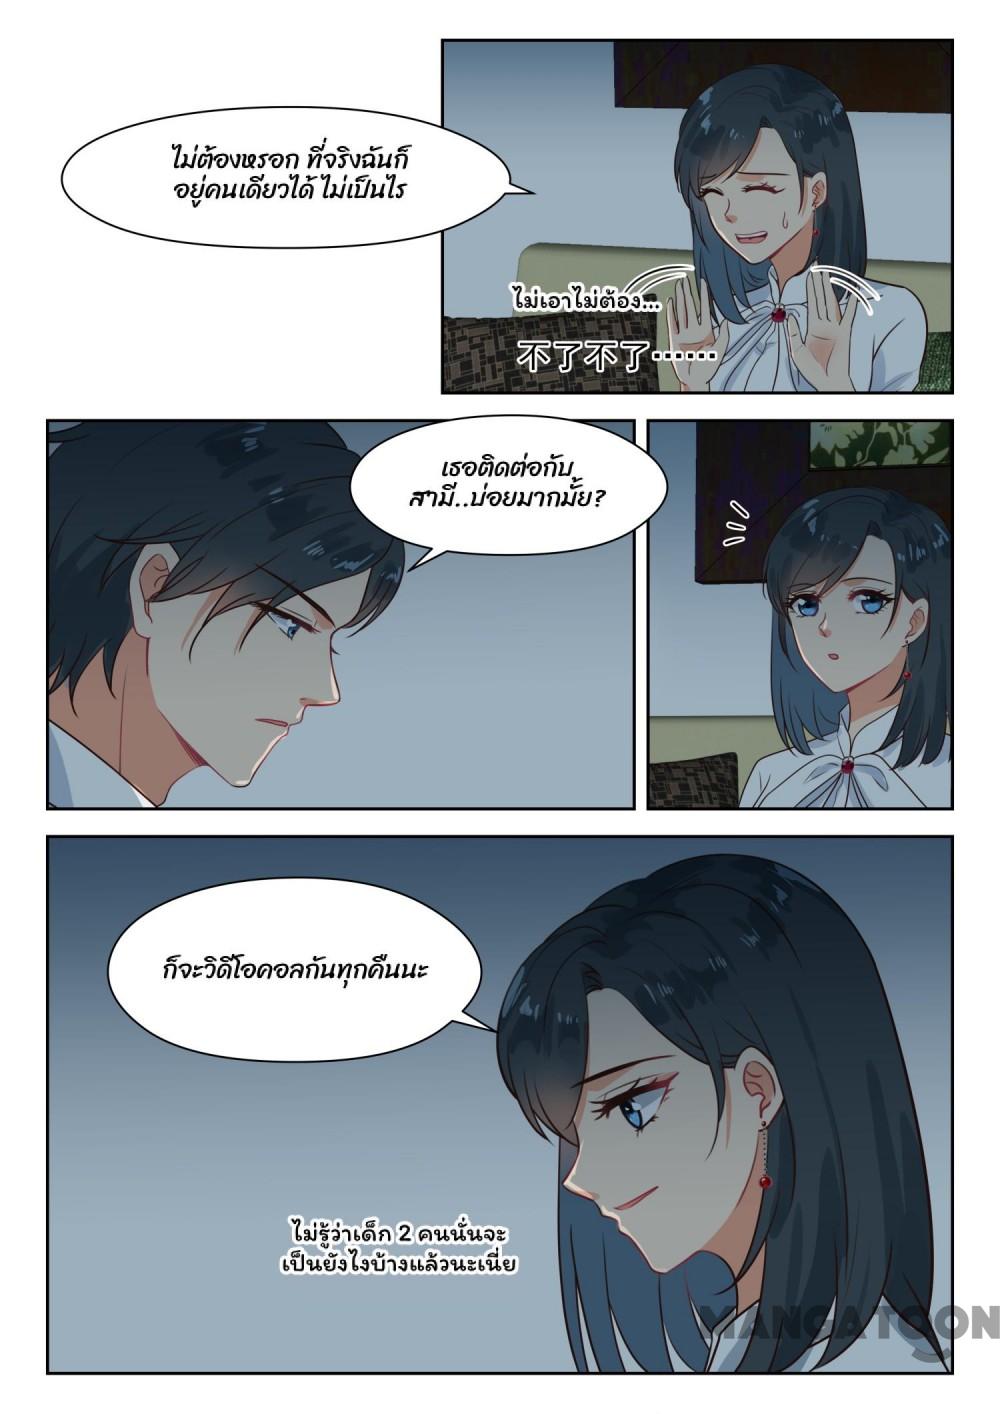 ไม่ต้องหรอก ที่จริงฉันก็
อยู่คนเดียวได้ ไม่เป็นไร
ไม่เอาไม่ต้อง...
不了不了······
เธอติดต่อกับ
สามี..บ่อยมากมั้ย?
ก็จะวิดีโอคอลกันทุกคืนนะ
ไม่รู้ว่าเด็ก 2 คนนั่นจะ
เป็นยังไงบ้างแล้วนะเนี่ย
MANGATOON